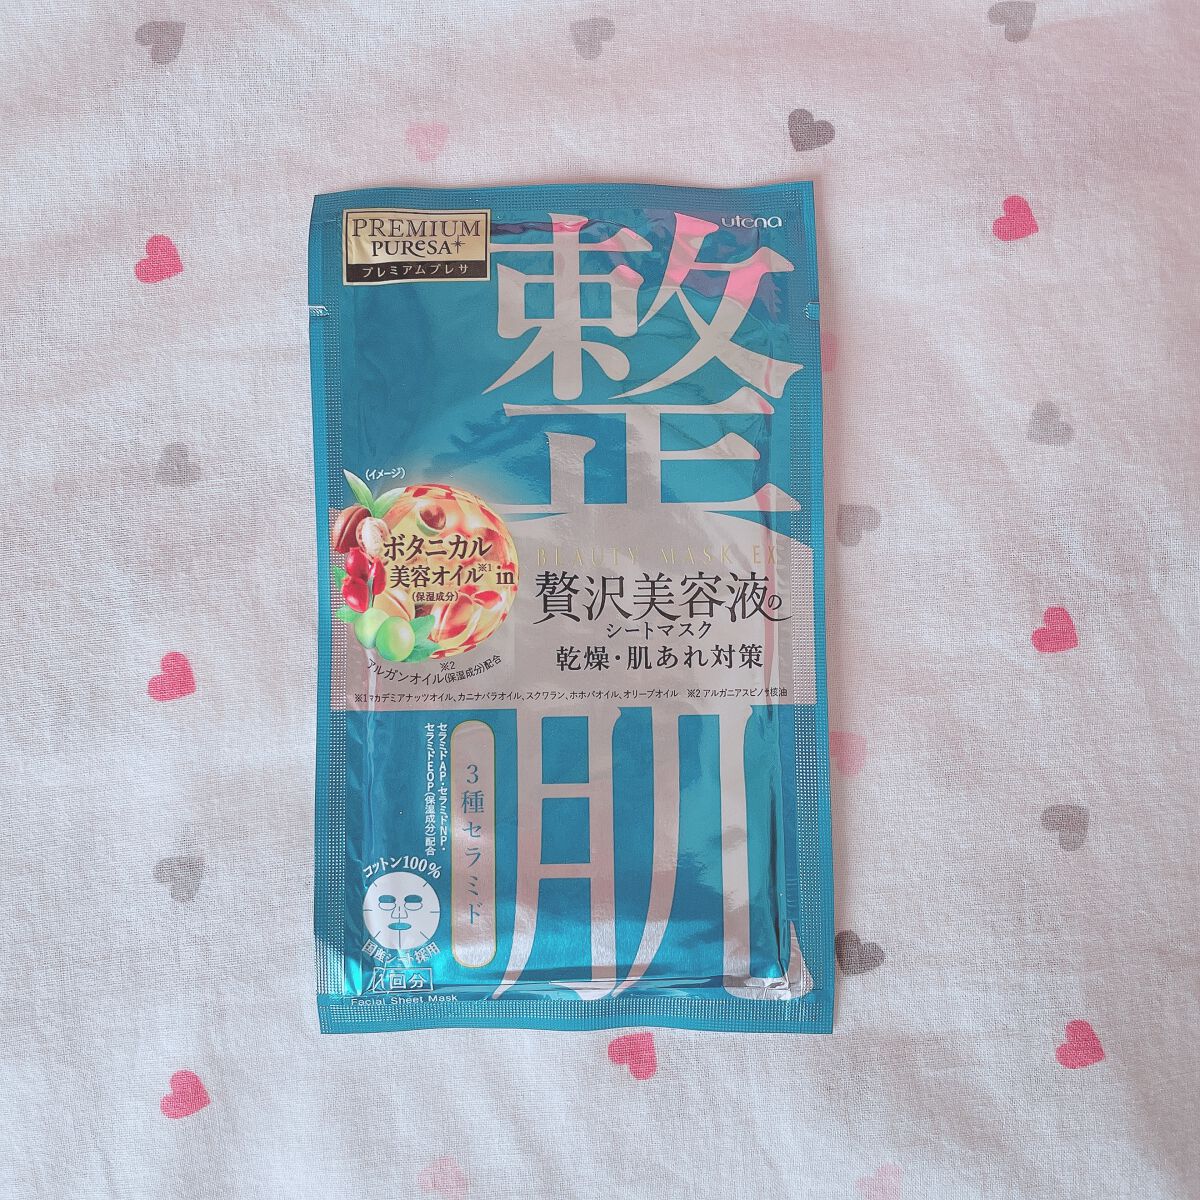 PREMIUM
PUReSA
プレミアムプレサ
utena
整肌
(イメージ)
ボタニカル
美容オイル※1 in
(保湿成分)
アルガンオイル※2(保湿成分)配合
BEAUTY MASK EX
贅沢美容液の
シートマスク
乾燥・肌あれ対策
※1マカデミアナッツオイル、カニナバラオイル、スクワラン、ホホバオイル、オリーブオイル ※2 アルガニアスピノサ核油
3種セラミド
セラミドAP・セラミドNP・
セラミドEOP(保湿成分)配合
コットン100%
国産シート採用
1回分
Facial Sheet Mask